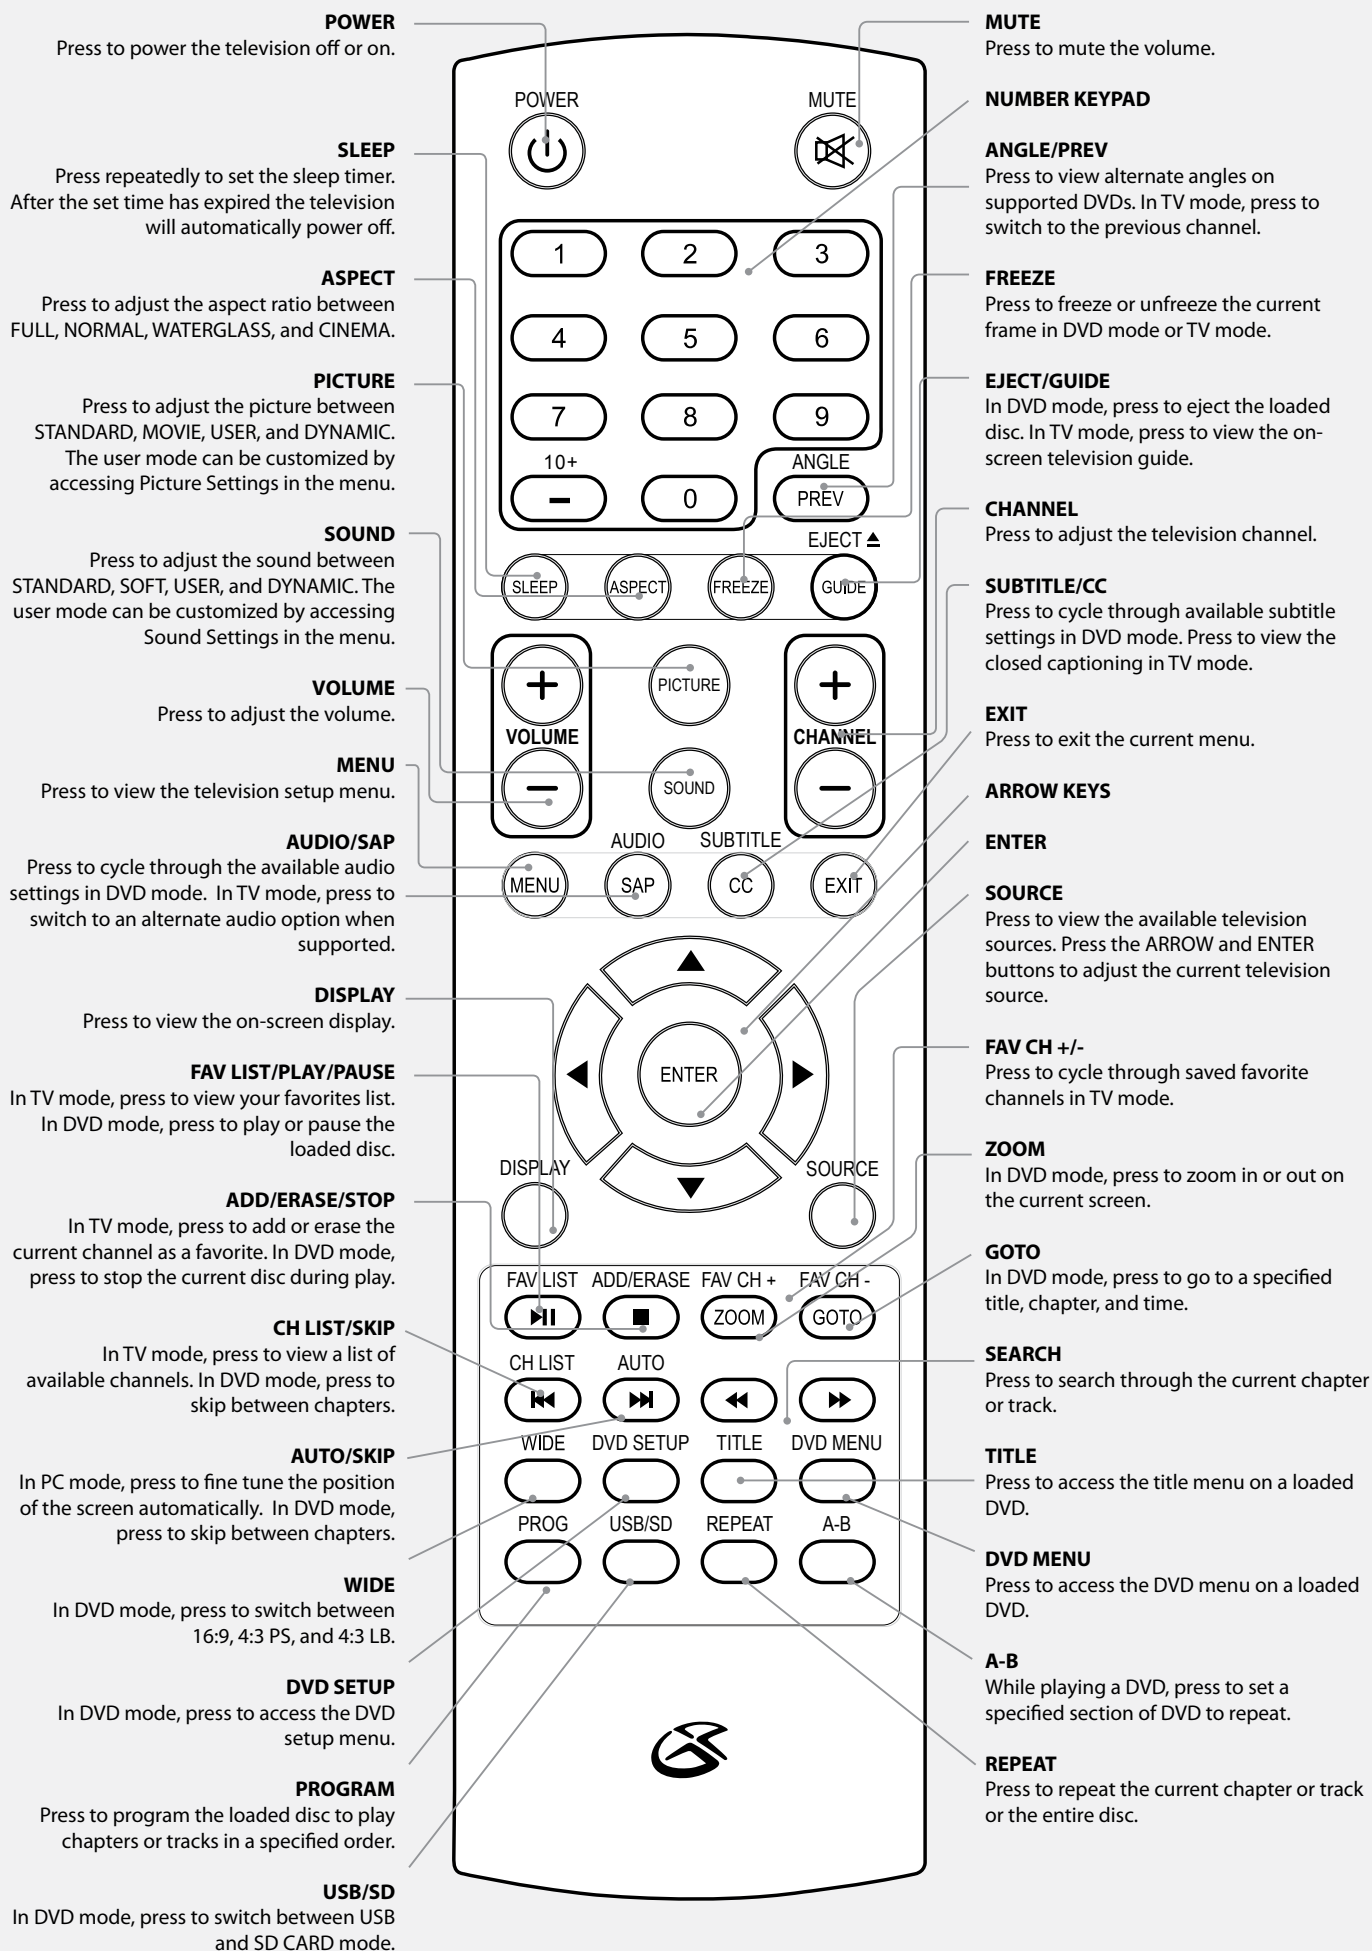 POWER
Press to power the television off or on.
SLEEP
Press repeatedly to set the sleep timer.
After the set time has expired the television
will automatically power off.
ASPECT
Press to adjust the aspect ratio between
FULL, NORMAL, WATERGLASS, and CINEMA.
PICTURE
Press to adjust the picture between
STANDARD, MOVIE, USER, and DYNAMIC.
The user mode can be customized by
accessing Picture Settings in the menu.
SOUND
Press to adjust the sound between
STANDARD, SOFT, USER, and DYNAMIC. The
user mode can be customized by accessing
Sound Settings in the menu.
VOLUME
Press to adjust the volume.
MENU
Press to view the television setup menu.
AUDIO/SAP
Press to cycle through the available audio
settings in DVD mode.  In TV mode, press to
switch to an alternate audio option when
supported.
DISPLAY
Press to view the on-screen display.
FAV LIST/PLAY/PAUSE
In TV mode, press to view your favorites list.
In DVD mode, press to play or pause the
loaded disc.
ADD/ERASE/STOP
In TV mode, press to add or erase the
current channel as a favorite. In DVD mode,
press to stop the current disc during play.
CH LIST/SKIP
In TV mode, press to view a list of
available channels. In DVD mode, press to
skip between chapters.
AUTO/SKIP
In PC mode, press to fine tune the position
of the screen automatically.  In DVD mode,
press to skip between chapters.
WIDE
In DVD mode, press to switch between
16:9, 4:3 PS, and 4:3 LB.
DVD SETUP
In DVD mode, press to access the DVD
setup menu.
PROGRAM
Press to program the loaded disc to play
chapters or tracks in a specified order.
USB/SD
In DVD mode, press to switch between USB
and SD CARD mode.
POWER MUTE
1 2 3
4 5 6
7 8 9
10+ ANGLE
– 0 PREV
EJECT
SLEEP ASPECT FREEZE GUIDE
+ PICTURE +
VOLUME CHANNEL
– SOUND –
AUDIO SUBTITLE
MENU SAP CC EXIT
ENTER
DISPLAY SOURCE
FAV LIST ADD/ERASE FAV CH + FAV CH -
ZOOM GOTO
CH LIST AUTO
WIDE DVD SETUP TITLE DVD MENU
PROG USB/SD REPEAT A-B
MUTE
Press to mute the volume.
NUMBER KEYPAD
ANGLE/PREV
Press to view alternate angles on
supported DVDs. In TV mode, press to
switch to the previous channel.
FREEZE
Press to freeze or unfreeze the current
frame in DVD mode or TV mode.
EJECT/GUIDE
In DVD mode, press to eject the loaded
disc. In TV mode, press to view the on-
screen television guide.
CHANNEL
Press to adjust the television channel.
SUBTITLE/CC
Press to cycle through available subtitle
settings in DVD mode. Press to view the
closed captioning in TV mode.
EXIT
Press to exit the current menu.
ARROW KEYS
ENTER
SOURCE
Press to view the available television
sources. Press the ARROW and ENTER
buttons to adjust the current television
source.
FAV CH +/-
Press to cycle through saved favorite
channels in TV mode.
ZOOM
In DVD mode, press to zoom in or out on
the current screen.
GOTO
In DVD mode, press to go to a specified
title, chapter, and time.
SEARCH
Press to search through the current chapter
or track.
TITLE
Press to access the title menu on a loaded
DVD.
DVD MENU
Press to access the DVD menu on a loaded
DVD.
A-B
While playing a DVD, press to set a
specified section of DVD to repeat.
REPEAT
Press to repeat the current chapter or track
or the entire disc.